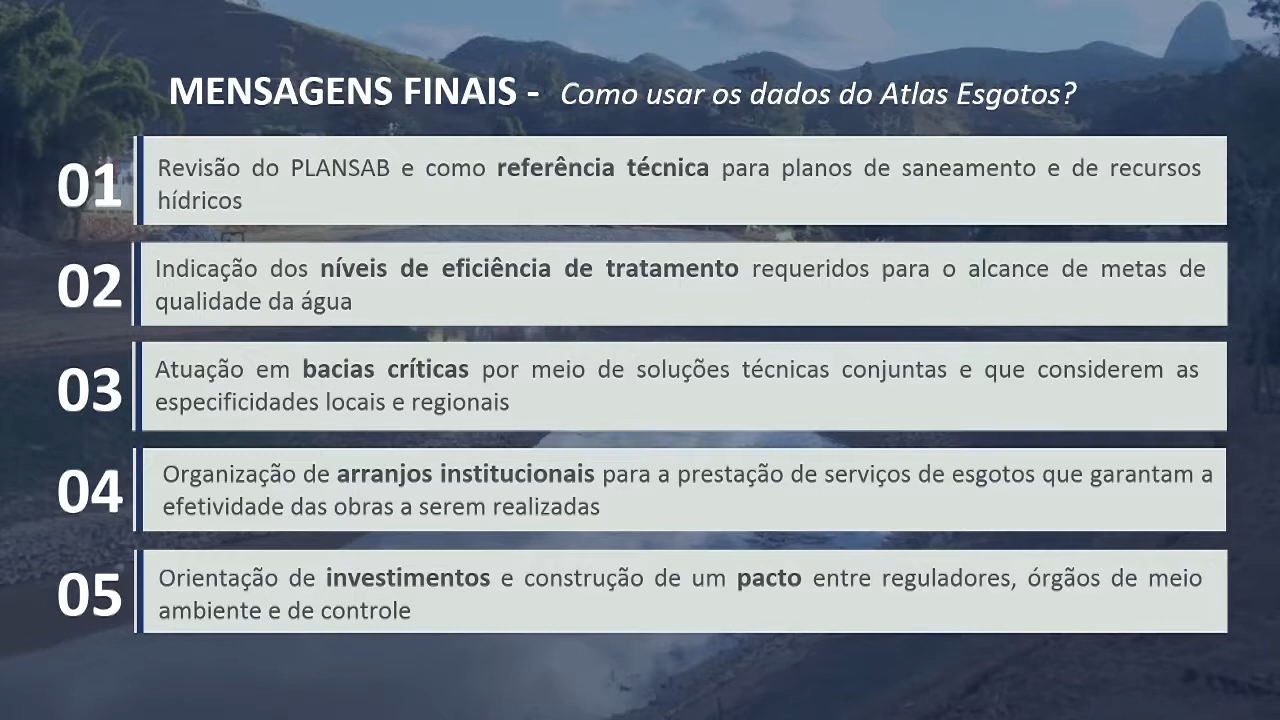 MENSAGENS FINAIS - Como usar os dados do Atlas Esgotos?
01
Revisão do PLANSAB e como referência técnica para planos de saneamento e de recursos
hídricos
02
Indicação dos níveis de eficiência de tratamento requeridos para o alcance de metas de
qualidade da água
03
Atuação em bacias críticas por meio de soluções técnicas conjuntas e que considerem as
especificidades locais e regionais
04
Organização de arranjos institucionais para a prestação de serviços de esgotos que garantam a
efetividade das obras a serem realizadas
05
Orientação de investimentos e construção de um pacto entre reguladores, órgãos de meio
ambiente e de controle